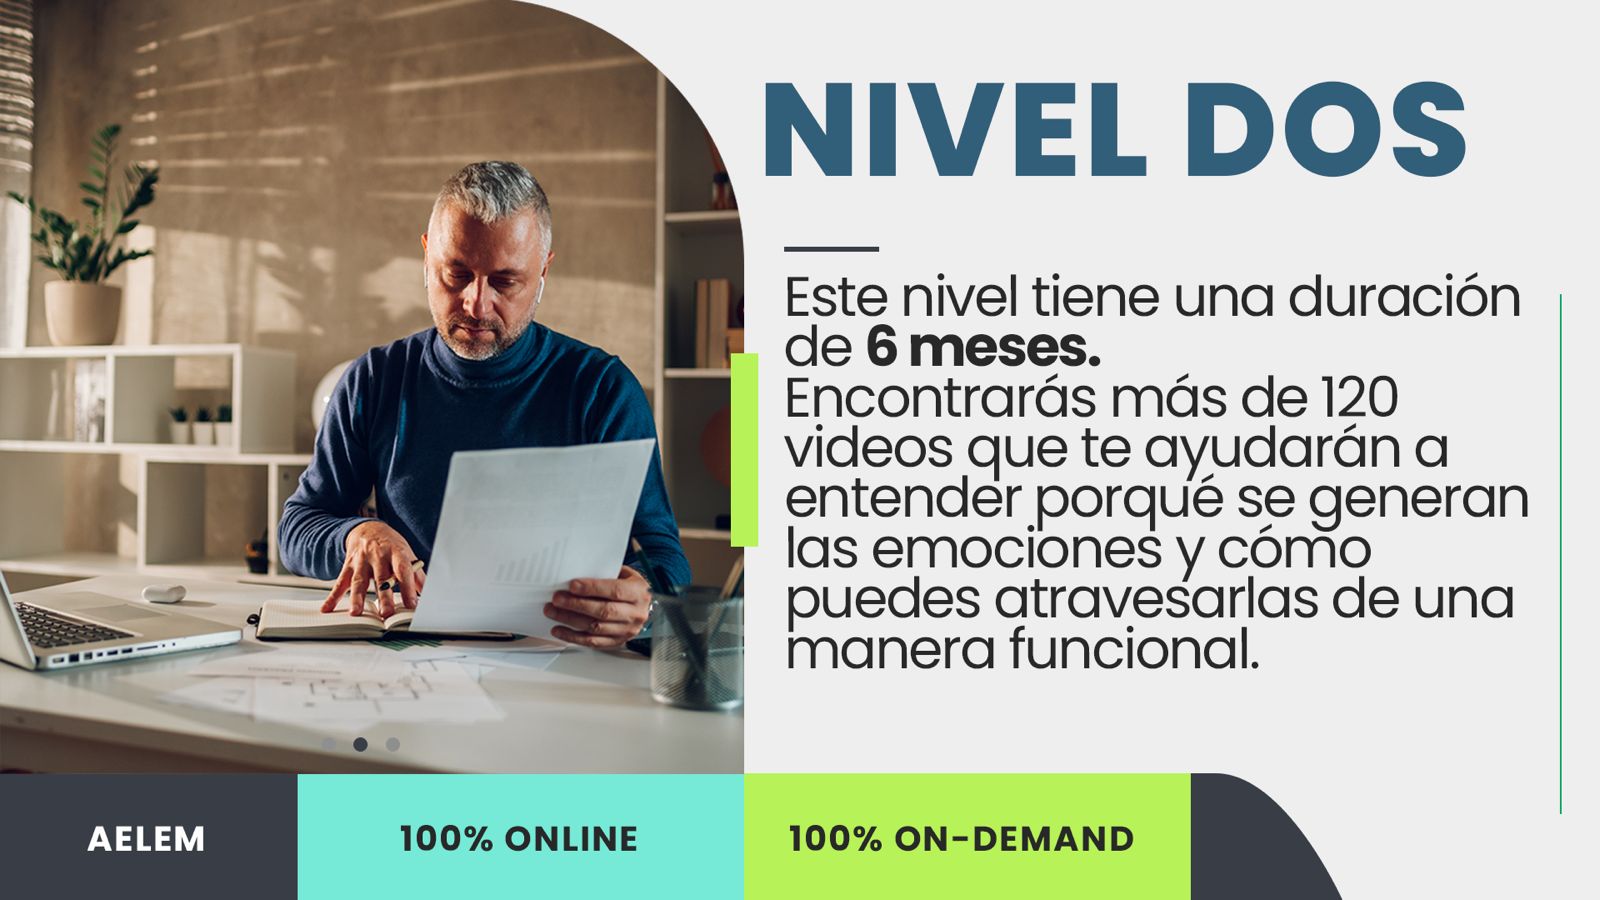 NIVEL DOS
Este nivel tiene una duración
de 6 meses.
Encontrarás más de 120
videos que te ayudarán a
entender porqué se generan
las emociones y cómo
puedes atravesarlas de una
manera funcional.
AELEM
100% ONLINE
100% ON-DEMAND